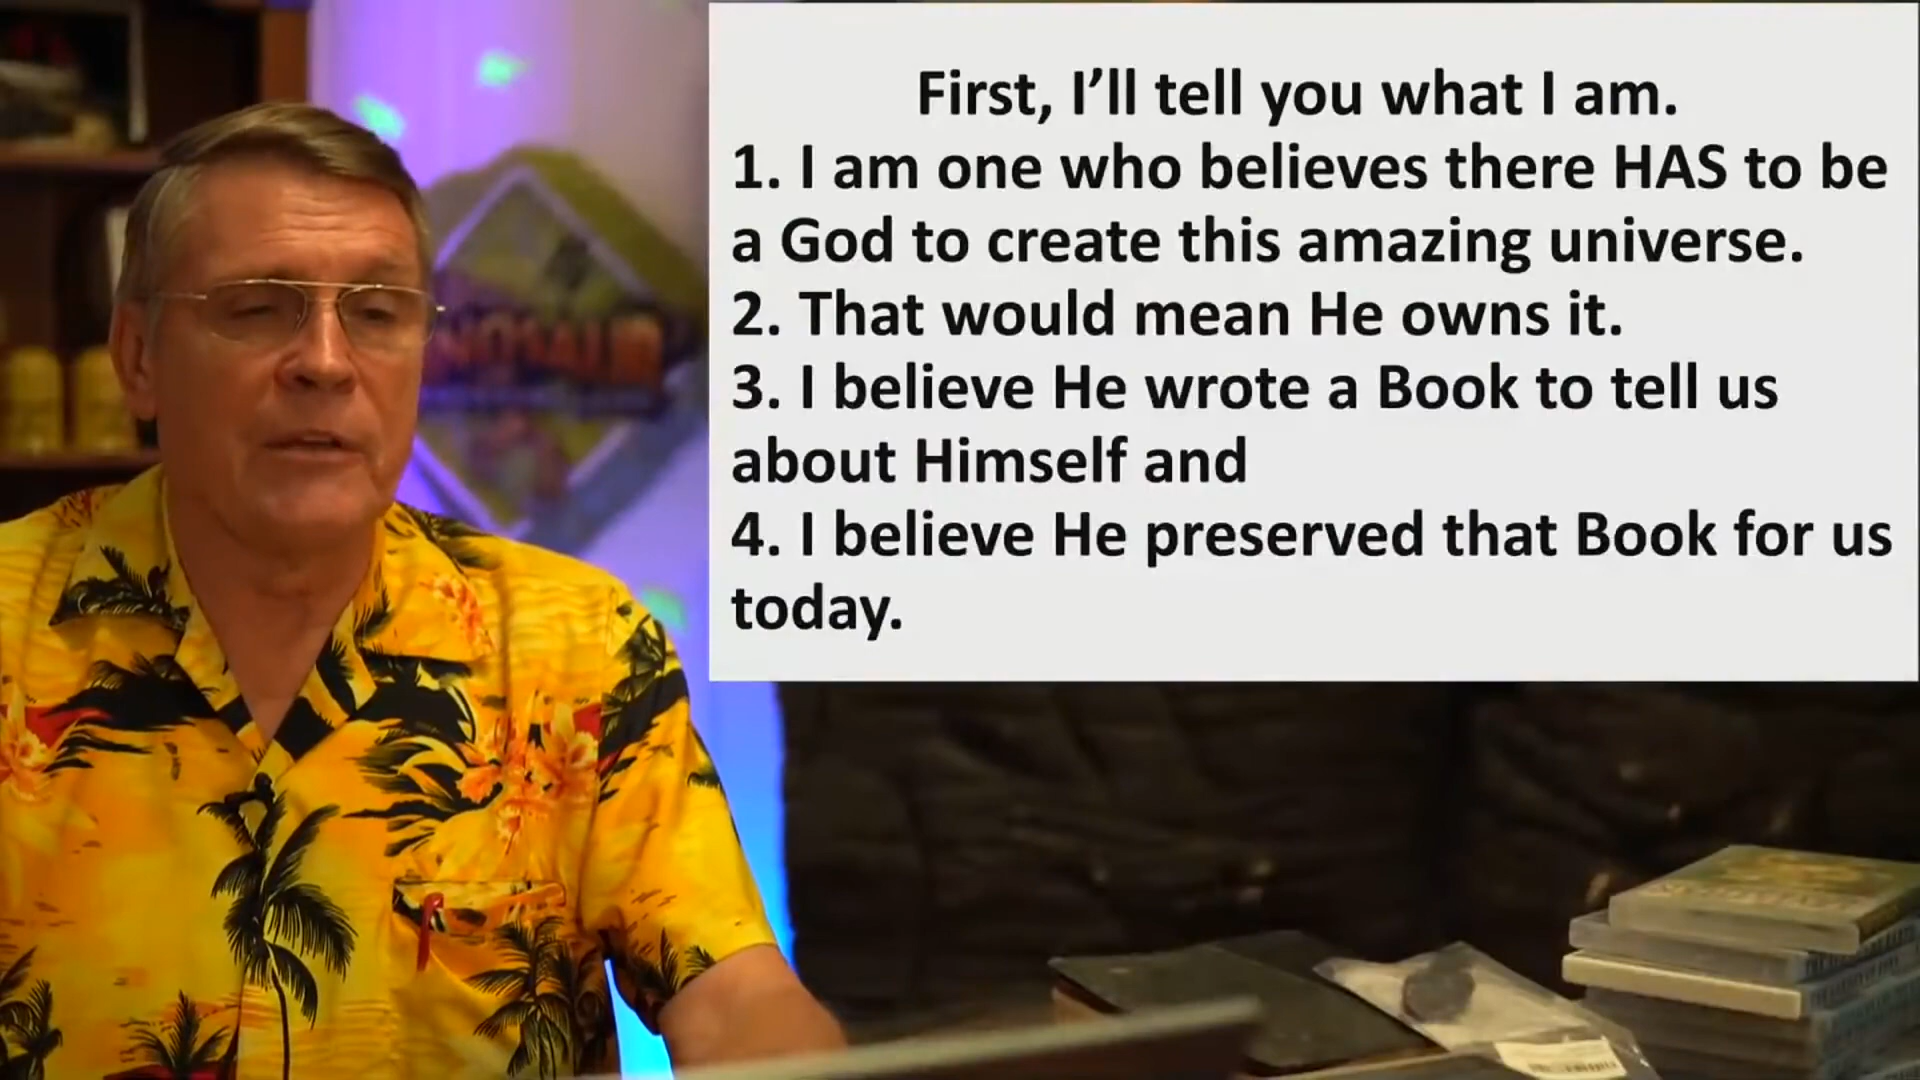 First, I’ll tell you what I am.
1. I am one who believes there HAS to be
a God to create this amazing universe.
2. That would mean He owns it.
3. I believe He wrote a Book to tell us
about Himself and
4. I believe He preserved that Book for us
today.